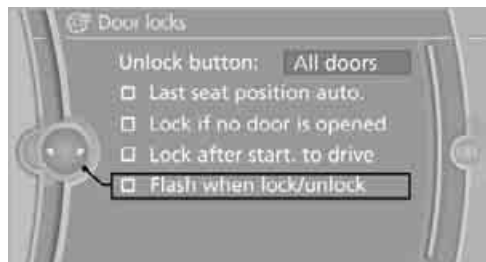 Door locks
Unlock button: All doors
Last seat position auto.
Lock if no door is opened
Lock after start. to drive
Flash when lock/unlock